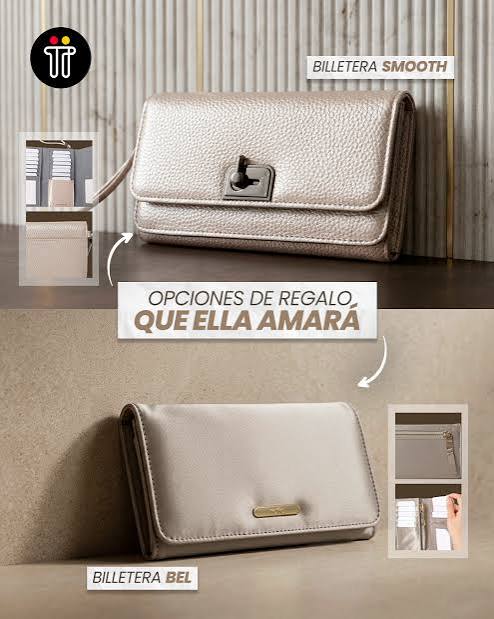 BILLETERA SMOOTH
OPCIONES DE REGALO
QUE ELLA AMARÁ
BILLETERA BEL